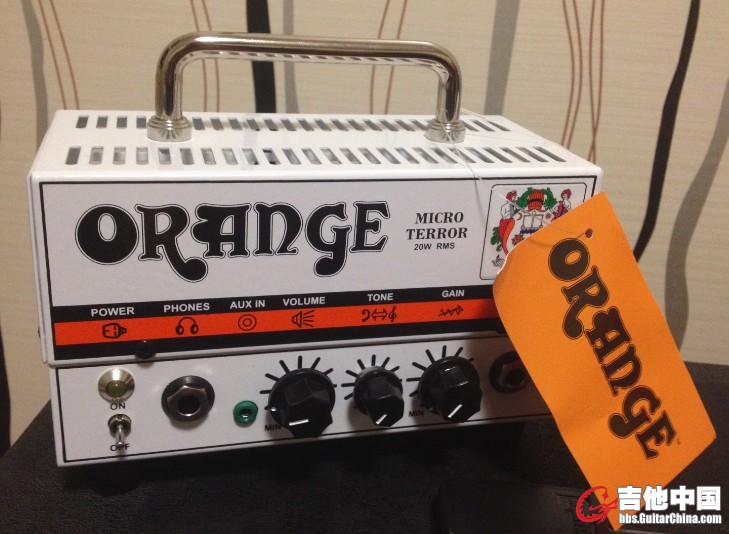 ORANGE
MICRO
TERROR
20W RMS
POWER
PHONES
AUX IN
VOLUME
TONE
GAIN
ON
OFF
MIN
MIN
ORANGE
吉他中国
bbs.GuitarChina.com